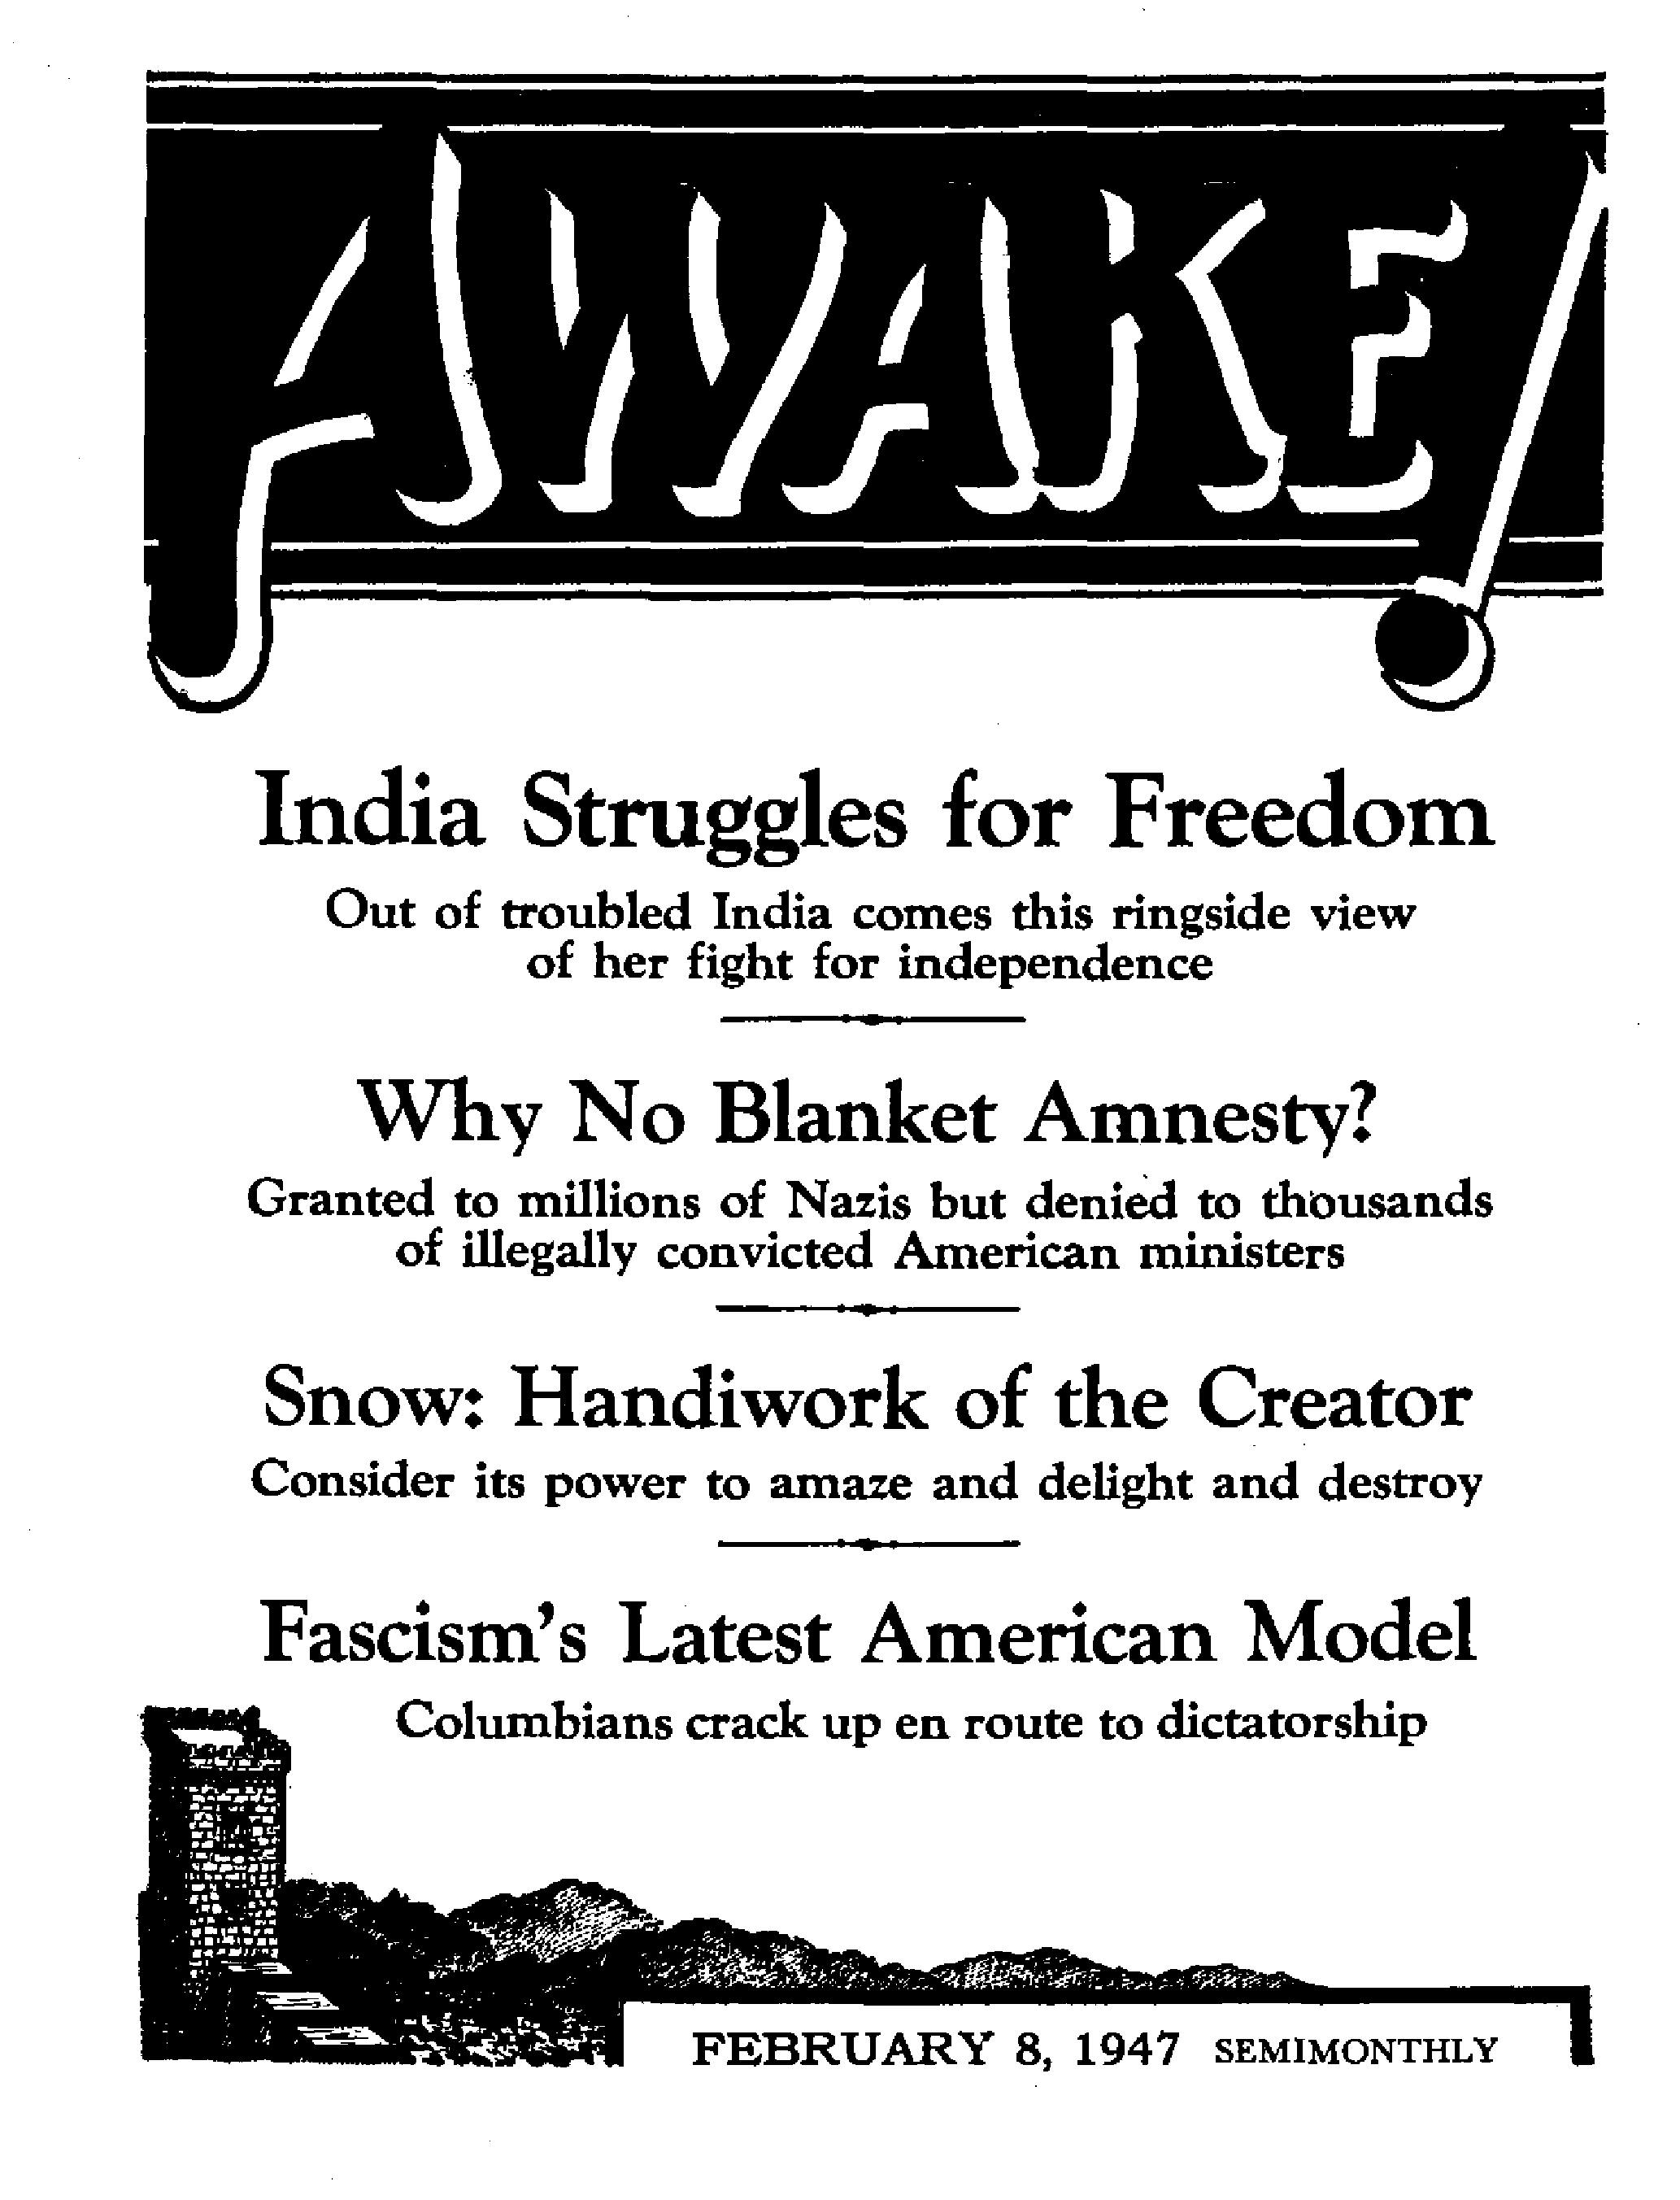 AWAKE!
India Struggles for Freedom
Out of troubled India comes this ringside view
of her fight for independence
Why No Blanket Amnesty?
Granted to millions of Nazis but denied to thousands
of illegally convicted American ministers
Snow: Handiwork of the Creator
Consider its power to amaze and delight and destroy
Fascism's Latest American Model
Columbians crack up en route to dictatorship
FEBRUARY 8, 1947 SEMIMONTHLY